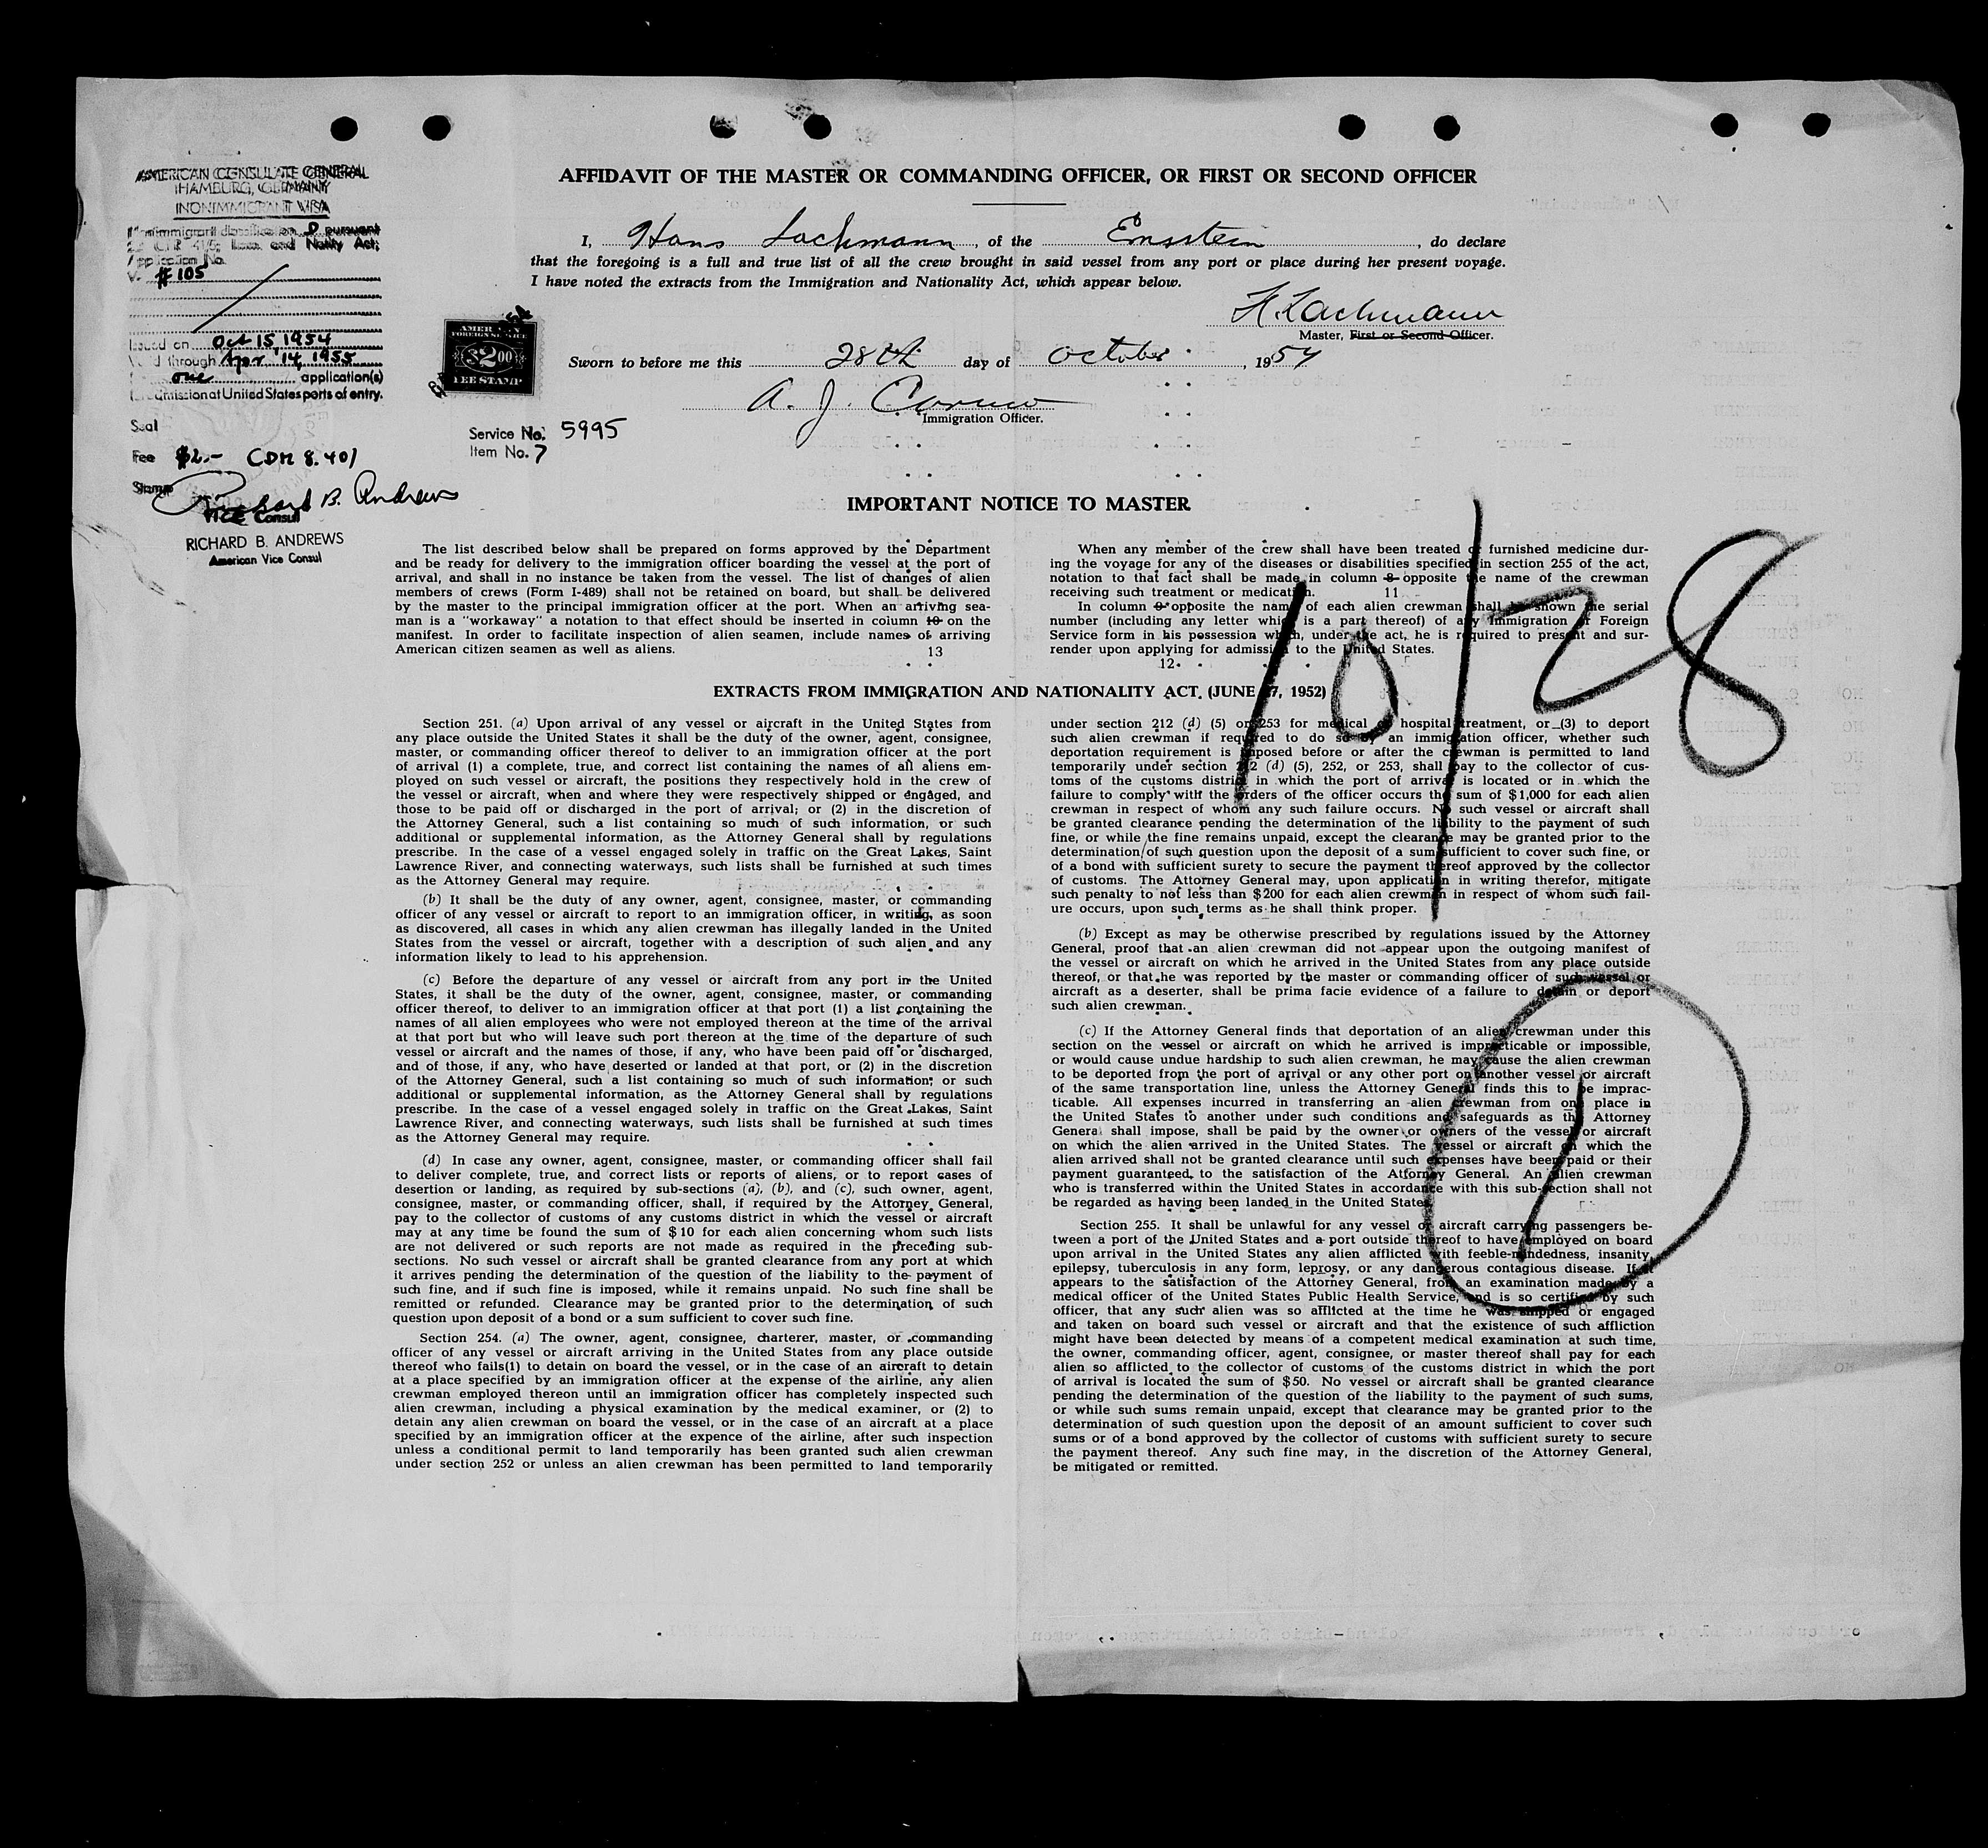 AMERICAN CONSULATE GENERAL
HAMBURG, GERMANY
NONIMMIGRANT VISA
Nonimmigrant classification D pursuant
and Natlty Act;
Application No.
V. #105
Issued on Oct 15, 1954
Valid through Apr 14, 1955
one application(s)
admission at United States ports of entry.
Seal
Fee $2.- CDM 8.401
Stamp
Richard B. Andrews
VICE Consul
RICHARD B. ANDREWS
American Vice Consul
AMERICAN
FOREIGN SERVICE
$2.00
FEE STAMP
Service No. 5995
Item No. 7
AFFIDAVIT OF THE MASTER OR COMMANDING OFFICER, OR FIRST OR SECOND OFFICER
I, Hans Lachmann, of the Emsstein, do declare
that the foregoing is a full and true list of all the crew brought in said vessel from any port or place during her present voyage.
I have noted the extracts from the Immigration and Nationality Act, which appear below.
H. Lachmann
Master, First or Second Officer.
Sworn to before me this 28th day of October, 1954
A. J. Caruso
Immigration Officer.
IMPORTANT NOTICE TO MASTER
The list described below shall be prepared on forms approved by the Department
and be ready for delivery to the immigration officer boarding the vessel at the port of
arrival, and shall in no instance be taken from the vessel. The list of changes of alien
members of crews (Form I-489) shall not be retained on board, but shall be delivered
by the master to the principal immigration officer at the port. When an arriving sea-
man is a "workaway" a notation to that effect should be inserted in column 10 on the
manifest. In order to facilitate inspection of alien seamen, include names of arriving
American citizen seamen as well as aliens. 13
When any member of the crew shall have been treated or furnished medicine dur-
ing the voyage for any of the diseases or disabilities specified in section 255 of the act,
notation to that fact shall be made in column 8 opposite the name of the crewman
receiving such treatment or medication. 11
In column 9 opposite the name of each alien crewman shall be shown the serial
number (including any letter which is a part thereof) of any Immigration or Foreign
Service form in his possession which, under the act, he is required to present and sur-
render upon applying for admission to the United States.
12
10/28
EXTRACTS FROM IMMIGRATION AND NATIONALITY ACT. (JUNE 27, 1952)
Section 251. (a) Upon arrival of any vessel or aircraft in the United States from
any place outside the United States it shall be the duty of the owner, agent, consignee,
master, or commanding officer thereof to deliver to an immigration officer at the port
of arrival (1) a complete, true, and correct list containing the names of all aliens em-
ployed on such vessel or aircraft, the positions they respectively hold in the crew of
the vessel or aircraft, when and where they were respectively shipped or engaged, and
those to be paid off or discharged in the port of arrival; or (2) in the discretion of
the Attorney General, such a list containing so much of such information, or such
additional or supplemental information, as the Attorney General shall by regulations
prescribe. In the case of a vessel engaged solely in traffic on the Great Lakes, Saint
Lawrence River, and connecting waterways, such lists shall be furnished at such times
as the Attorney General may require.
(b) It shall be the duty of any owner, agent, consignee, master, or commanding
officer of any vessel or aircraft to report to an immigration officer, in writing, as soon
as discovered, all cases in which any alien crewman has illegally landed in the United
States from the vessel or aircraft, together with a description of such alien and any
information likely to lead to his apprehension.
(c) Before the departure of any vessel or aircraft from any port in the United
States, it shall be the duty of the owner, agent, consignee, master, or commanding
officer thereof, to deliver to an immigration officer at that port (1) a list containing the
names of all alien employees who were not employed thereon at the time of the arrival
at that port but who will leave such port thereon at the time of the departure of such
vessel or aircraft and the names of those, if any, who have been paid off or discharged,
and of those, if any, who have deserted or landed at that port, or (2) in the discretion
of the Attorney General, such a list containing so much of such information, or such
additional or supplemental information, as the Attorney General shall by regulations
prescribe. In the case of a vessel engaged solely in traffic on the Great Lakes, Saint
Lawrence River, and connecting waterways, such lists shall be furnished at such times
as the Attorney General may require.
(d) In case any owner, agent, consignee, master, or commanding officer shall fail
to deliver complete, true, and correct lists or reports of aliens, or to report cases of
desertion or landing, as required by sub-sections (a), (b), and (c), such owner, agent,
consignee, master, or commanding officer, shall, if required by the Attorney General,
pay to the collector of customs of any customs district in which the vessel or aircraft
may at any time be found the sum of $10 for each alien concerning whom such lists
are not delivered or such reports are not made as required in the preceding sub-
sections. No such vessel or aircraft shall be granted clearance from any port at which
it arrives pending the determination of the question of the liability to the payment of
such fine, and if such fine is imposed, while it remains unpaid. No such fine shall be
remitted or refunded. Clearance may be granted prior to the determination of such
question upon deposit of a bond or a sum sufficient to cover such fine.
Section 254. (a) The owner, agent, consignee, charterer, master, or commanding
officer of any vessel or aircraft arriving in the United States from any place outside
thereof who fails(1) to detain on board the vessel, or in the case of an aircraft to detain
at a place specified by an immigration officer at the expense of the airline, any alien
crewman employed thereon until an immigration officer has completely inspected such
alien crewman, including a physical examination by the medical examiner, or (2) to
detain any alien crewman on board the vessel, or in the case of an aircraft at a place
specified by an immigration officer at the expence of the airline, after such inspection
unless a conditional permit to land temporarily has been granted such alien crewman
under section 252 or unless an alien crewman has been permitted to land temporarily
under section 212 (d) (5) or 253 for medical or hospital treatment, or (3) to deport
such alien crewman if required to do so by an immigration officer, whether such
deportation requirement is imposed before or after the crewman is permitted to land
temporarily under section 212 (d) (5), 252, or 253, shall pay to the collector of cus-
toms of the customs district in which the port of arrival is located or in which the
failure to comply with the orders of the officer occurs the sum of $1,000 for each alien
crewman in respect of whom any such failure occurs. No such vessel or aircraft shall
be granted clearance pending the determination of the liability to the payment of such
fine, or while the fine remains unpaid, except the clearance may be granted prior to the
determination of such question upon the deposit of a sum sufficient to cover such fine, or
of a bond with sufficient surety to secure the payment thereof approved by the collector
of customs. The Attorney General may, upon application in writing therefor, mitigate
such penalty to not less than $200 for each alien crewman in respect of whom such fail-
ure occurs, upon such terms as he shall think proper.
(b) Except as may be otherwise prescribed by regulations issued by the Attorney
General, proof that an alien crewman did not appear upon the outgoing manifest of
the vessel or aircraft on which he arrived in the United States from any place outside
thereof, or that he was reported by the master or commanding officer of such vessel or
aircraft as a deserter, shall be prima facie evidence of a failure to detain or deport
such alien crewman.
(c) If the Attorney General finds that deportation of an alien crewman under this
section on the vessel or aircraft on which he arrived is impracticable or impossible,
or would cause undue hardship to such alien crewman, he may cause the alien crewman
to be deported from the port of arrival or any other port on another vessel or aircraft
of the same transportation line, unless the Attorney General finds this to be imprac-
ticable. All expenses incurred in transferring an alien crewman from one place in
the United States to another under such conditions and safeguards as the Attorney
General shall impose, shall be paid by the owner or owners of the vessel or aircraft
on which the alien arrived in the United States. The vessel or aircraft on which the
alien arrived shall not be granted clearance until such expenses have been paid or their
payment guaranteed, to the satisfaction of the Attorney General. An alien crewman
who is transferred within the United States in accordance with this sub-section shall not
be regarded as having been landed in the United States.
1
Section 255. It shall be unlawful for any vessel or aircraft carrying passengers be-
tween a port of the United States and a port outside thereof to have employed on board
upon arrival in the United States any alien afflicted with feeble-mindedness, insanity,
epilepsy, tuberculosis in any form, leprosy, or any dangerous contagious disease. If it
appears to the satisfaction of the Attorney General, from an examination made by a
medical officer of the United States Public Health Service, and is so certified by such
officer, that any such alien was so afflicted at the time he was shipped or engaged
and taken on board such vessel or aircraft and that the existence of such affliction
might have been detected by means of a competent medical examination at such time,
the owner, commanding officer, agent, consignee, or master thereof shall pay for each
alien so afflicted to the collector of customs of the customs district in which the port
of arrival is located the sum of $50. No vessel or aircraft shall be granted clearance
pending the determination of the question of the liability to the payment of such sums,
or while such sums remain unpaid, except that clearance may be granted prior to the
determination of such question upon the deposit of an amount sufficient to cover such
sums or of a bond approved by the collector of customs with sufficient surety to secure
the payment thereof. Any such fine may, in the discretion of the Attorney General,
be mitigated or remitted.